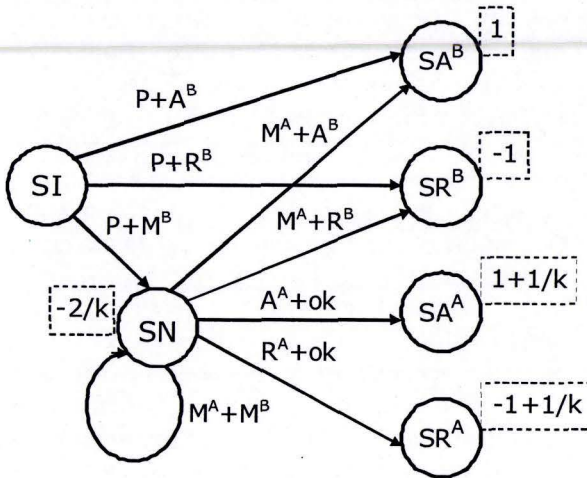 1
SA^B
P+A^B
M^A+A^B
-1
P+R^B
SI
SR^B
P+M^B
M^A+R^B
-2/k
1+1/k
A^A+ok
SN
SA^A
R^A+ok
-1+1/k
M^A+M^B
SR^A